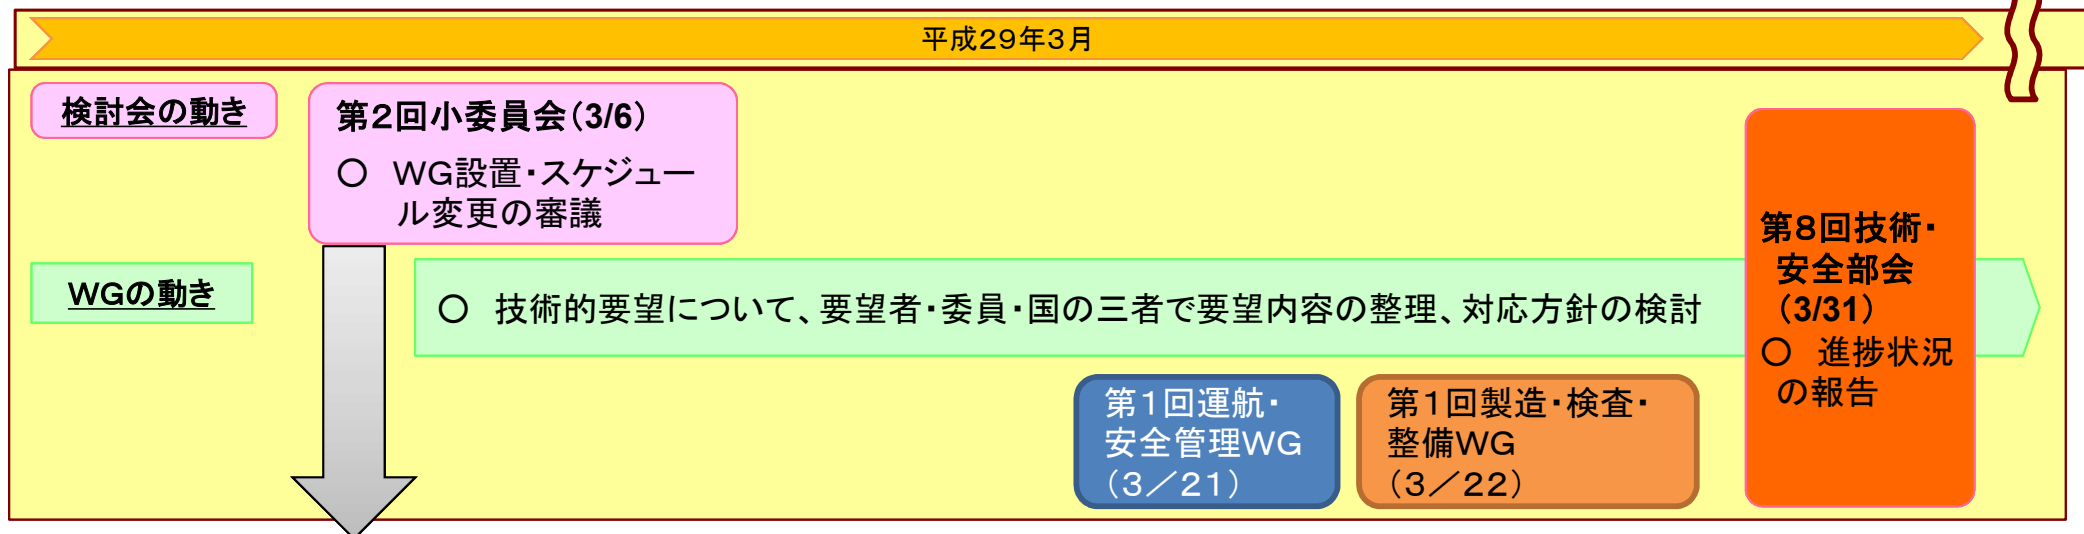 平成29年3月
検討会の動き
第2回小委員会(3/6)
○ WG設置・スケジュー
ル変更の審議
WGの動き
○ 技術的要望について、要望者・委員・国の三者で要望内容の整理、対応方針の検討
第1回運航・
安全管理WG
(3/21)
第1回製造・検査・
整備WG
(3/22)
第8回技術・
安全部会
(3/31)
○ 進捗状況
の報告